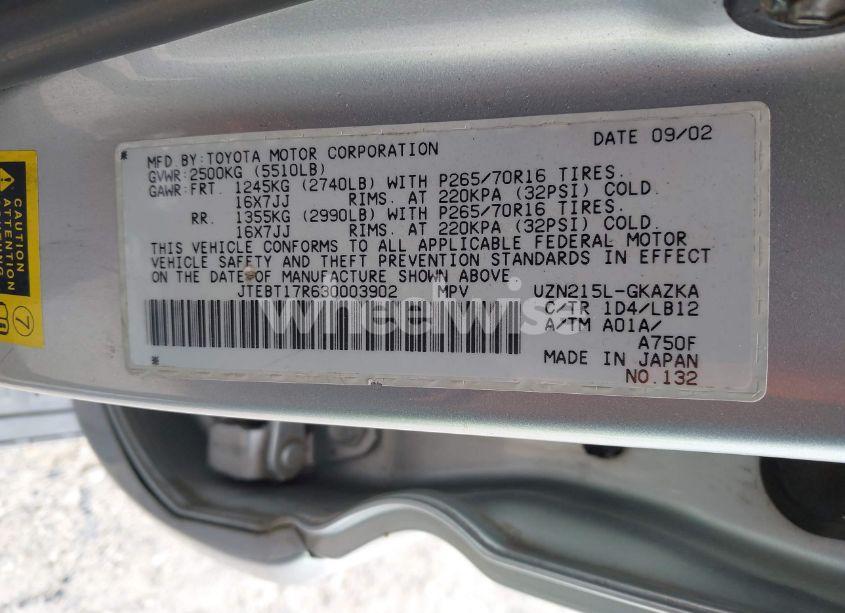 DATE 09/02
MFD BY:TOYOTA MOTOR CORPORATION
GVWR:2500KG (5510LB)
GAWR:FRT. 1245KG (2740LB) WITH P265/70R16 TIRES.
16X7JJ RIMS. AT 220KPA (32PSI) COLD.
RR. 1355KG (2990LB) WITH P265/70R16 TIRES.
16X7JJ RIMS. AT 220KPA (32PSI) COLD.
THIS VEHICLE CONFORMS TO ALL APPLICABLE FEDERAL MOTOR
VEHICLE SAFETY AND THEFT PREVENTION STANDARDS IN EFFECT
ON THE DATE OF MANUFACTURE SHOWN ABOVE.
JTEBT17R630003902 MPV UZN215L-GKAZKA
C/TR 1D4/LB12
A/TM A01A/
A750F
MADE IN JAPAN
NO.132
wheelwise
7